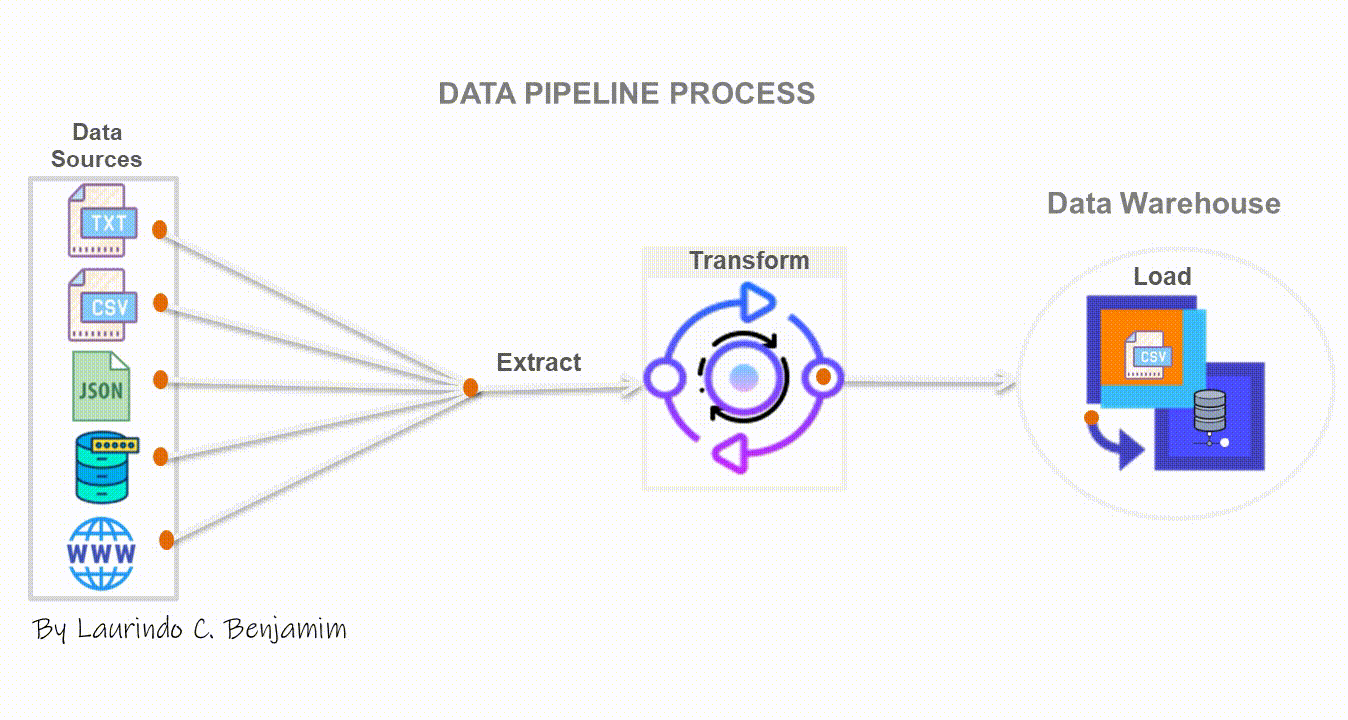 DATA PIPELINE PROCESS
Data
Sources
TXT
CSV
JSON
WWW
Extract
Transform
Data Warehouse
Load
CSV
By Laurindo C. Benjamim